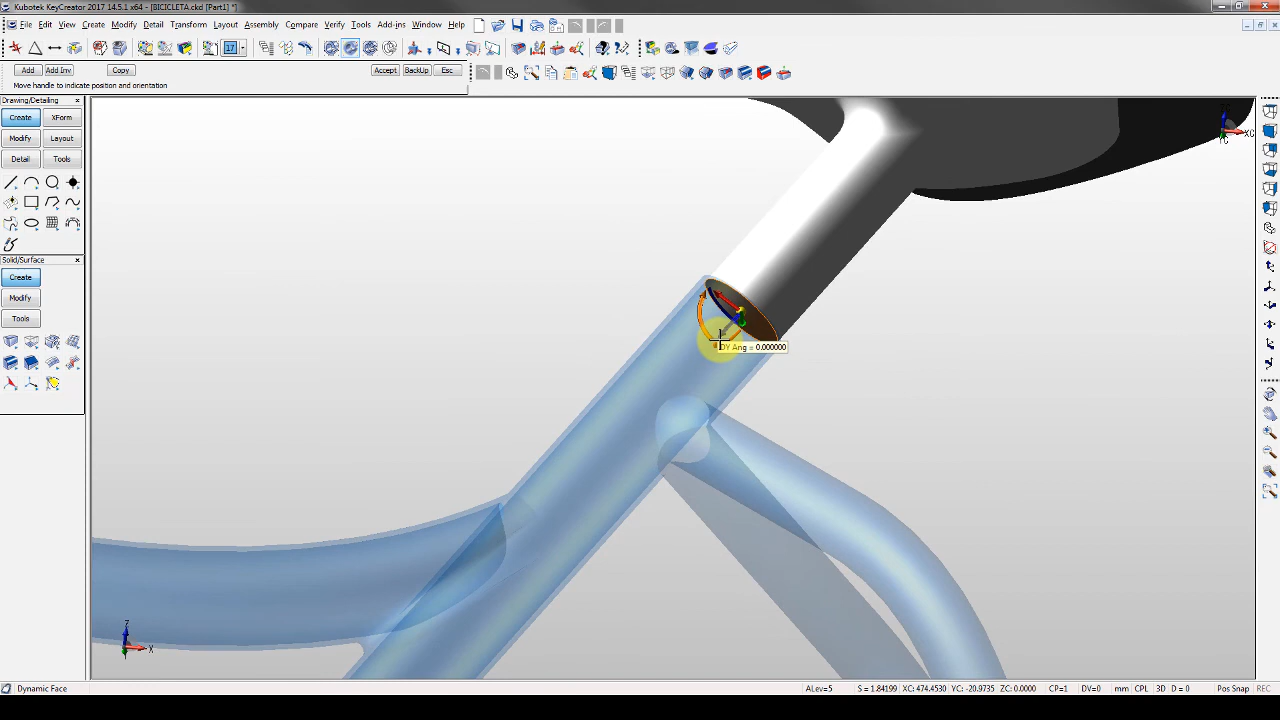 Kubotek KeyCreator 2017 14.5.1 x64 - [BICICLETA.ckd [Part1] *]
File Edit View Create Modify Detail Transform Layout Assembly Compare Verify Tools Add-ins Window Help
17
Add Add Inv Copy Accept BackUp Esc
Move handle to indicate position and orientation
Drawing/Detailing
Create XForm
Modify Layout
Detail Tools
Solid/Surface
Create
Modify
Tools
XC
DY Ang = 0.000000
Z
X
Dynamic Face ALev=5 S = 1.84199 XC: 474.4530 YC: -20.9735 ZC: 0.0000 CP=1 DV=0 mm CPL 3D D = 0 Pos Snap REC